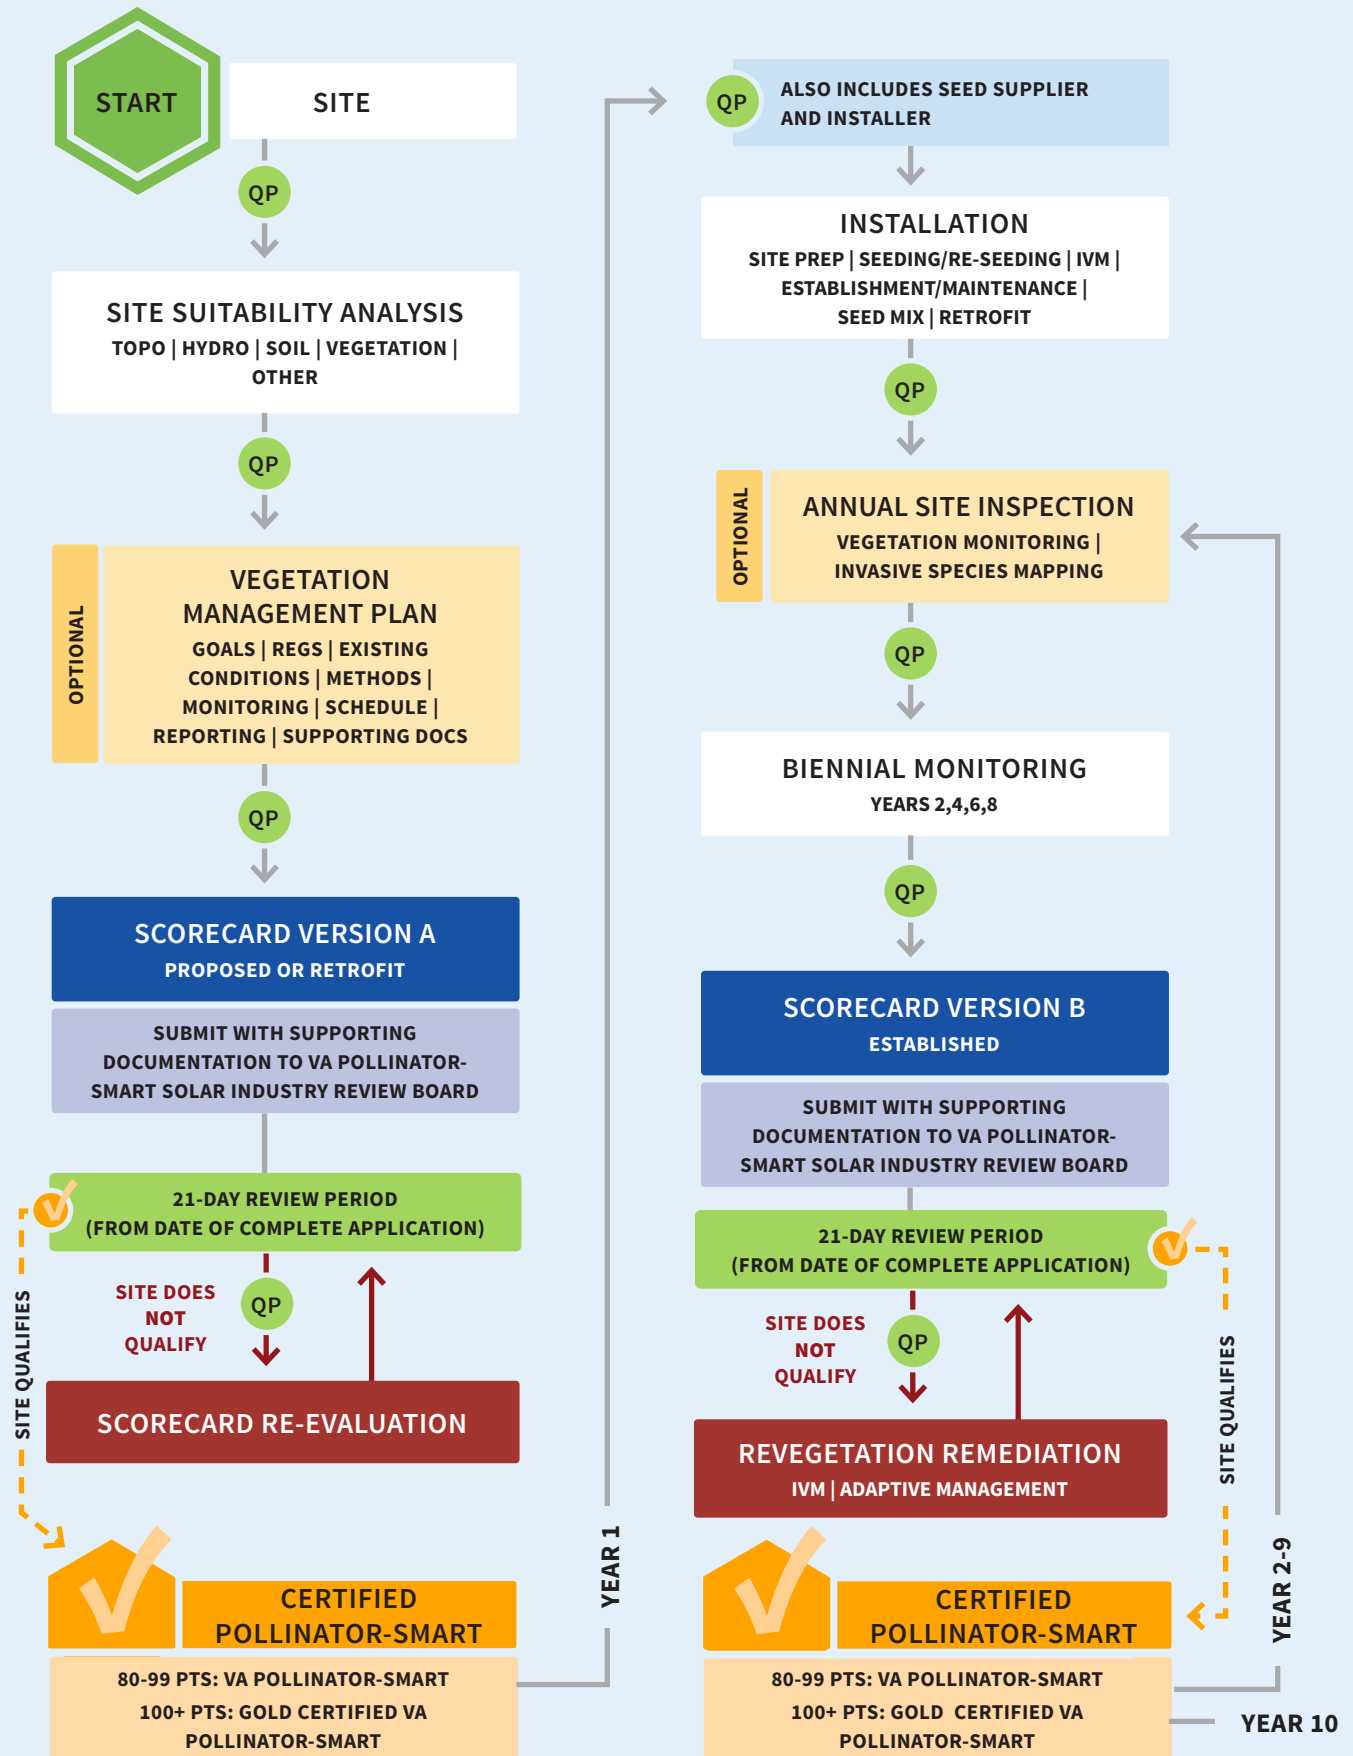 START
SITE
QP
SITE SUITABILITY ANALYSIS
TOPO | HYDRO | SOIL | VEGETATION |
OTHER
QP
OPTIONAL
VEGETATION
MANAGEMENT PLAN
GOALS | REGS | EXISTING
CONDITIONS | METHODS |
MONITORING | SCHEDULE |
REPORTING | SUPPORTING DOCS
QP
SCORECARD VERSION A
PROPOSED OR RETROFIT
SUBMIT WITH SUPPORTING
DOCUMENTATION TO VA POLLINATOR-
SMART SOLAR INDUSTRY REVIEW BOARD
21-DAY REVIEW PERIOD
(FROM DATE OF COMPLETE APPLICATION)
SITE DOES
NOT
QUALIFY
QP
SITE QUALIFIES
SCORECARD RE-EVALUATION
CERTIFIED
POLLINATOR-SMART
80-99 PTS: VA POLLINATOR-SMART
100+ PTS: GOLD CERTIFIED VA
POLLINATOR-SMART
YEAR 1
QP
ALSO INCLUDES SEED SUPPLIER
AND INSTALLER
INSTALLATION
SITE PREP | SEEDING/RE-SEEDING | IVM |
ESTABLISHMENT/MAINTENANCE |
SEED MIX | RETROFIT
QP
OPTIONAL
ANNUAL SITE INSPECTION
VEGETATION MONITORING |
INVASIVE SPECIES MAPPING
QP
BIENNIAL MONITORING
YEARS 2,4,6,8
QP
SCORECARD VERSION B
ESTABLISHED
SUBMIT WITH SUPPORTING
DOCUMENTATION TO VA POLLINATOR-
SMART SOLAR INDUSTRY REVIEW BOARD
21-DAY REVIEW PERIOD
(FROM DATE OF COMPLETE APPLICATION)
SITE DOES
NOT
QUALIFY
QP
SITE QUALIFIES
REVEGETATION REMEDIATION
IVM | ADAPTIVE MANAGEMENT
CERTIFIED
POLLINATOR-SMART
80-99 PTS: VA POLLINATOR-SMART
100+ PTS: GOLD CERTIFIED VA
POLLINATOR-SMART
YEAR 2-9
YEAR 10